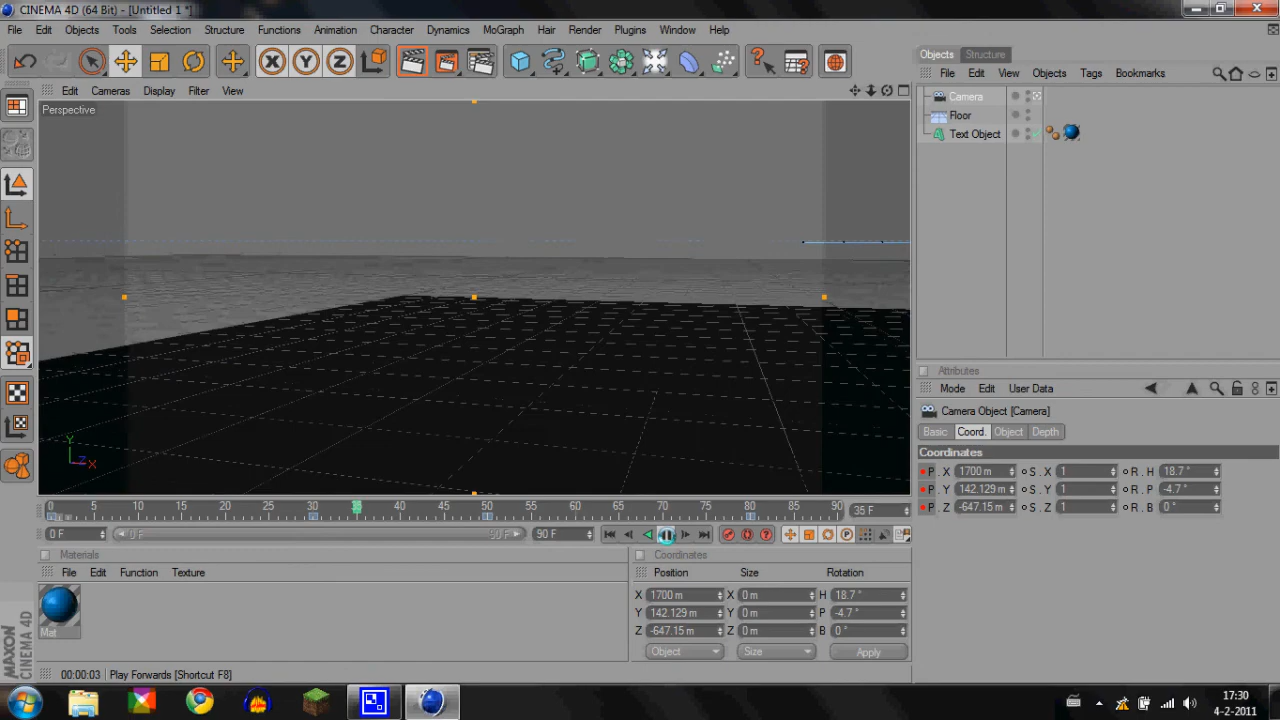 CINEMA 4D (64 Bit) - [Untitled 1 *]
File Edit Objects Tools Selection Structure Functions Animation Character Dynamics MoGraph Hair Render Plugins Window Help
X Y Z
Objects Structure
File Edit View Objects Tags Bookmarks
Edit Cameras Display Filter View
Perspective
Camera
Floor
Text Object
Y
Z X
Attributes
Mode Edit User Data
Camera Object [Camera]
Basic Coord. Object Depth
Coordinates
P . X 1700 m S . X 1 R . H 18.7 °
P . Y 142.129 m S . Y 1 R . P -4.7 °
P . Z -647.15 m S . Z 1 R . B 0 °
0 5 10 15 20 25 30 35 40 45 50 55 60 65 70 75 80 85 90 35 F
0 F 0 F 90 F 90 F
Materials
File Edit Function Texture
Mat
Coordinates
Position Size Rotation
X 1700 m X 0 m H 18.7 °
Y 142.129 m Y 0 m P -4.7 °
Z -647.15 m Z 0 m B 0 °
Object Size Apply
MAXON
CINEMA 4D
00:00:03 Play Forwards [Shortcut F8]
17:30
4-2-2011